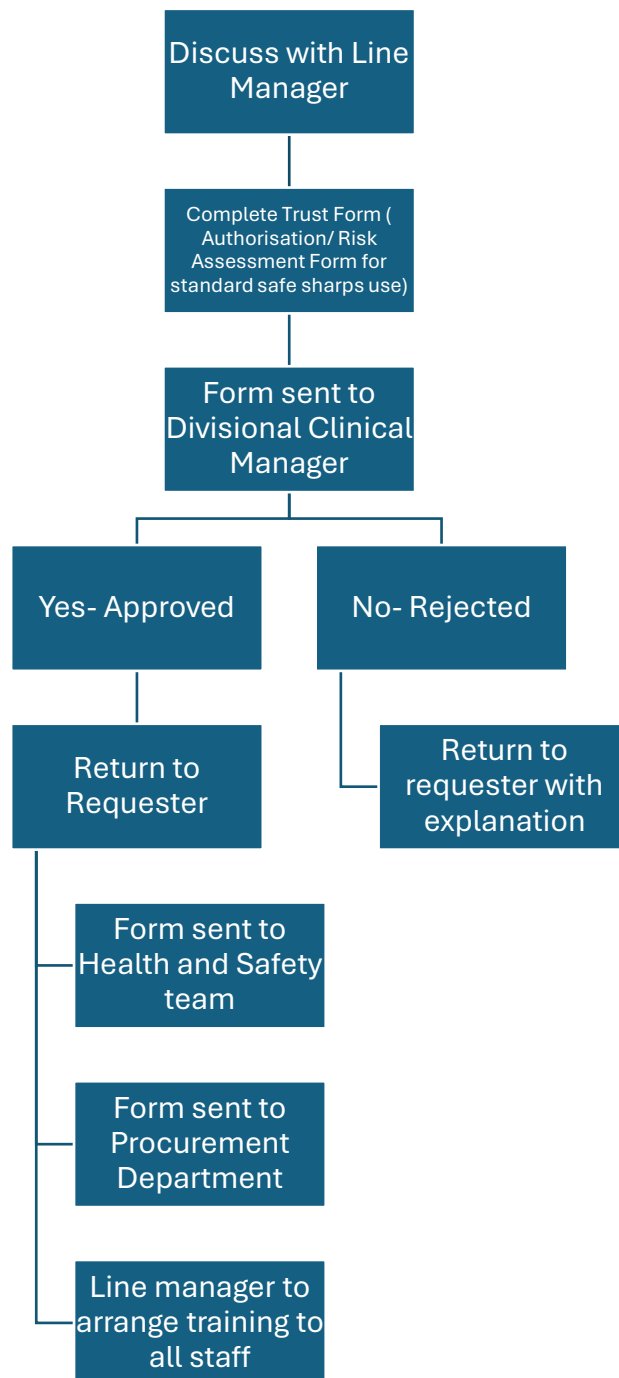 Discuss with Line
Manager
Complete Trust Form (
Authorisation/ Risk
Assessment Form for
standard safe sharps use)
Form sent to
Divisional Clinical
Manager
Yes- Approved
No- Rejected
Return to
Requester
Return to
requester with
explanation
Form sent to
Health and Safety
team
Form sent to
Procurement
Department
Line manager to
arrange training to
all staff